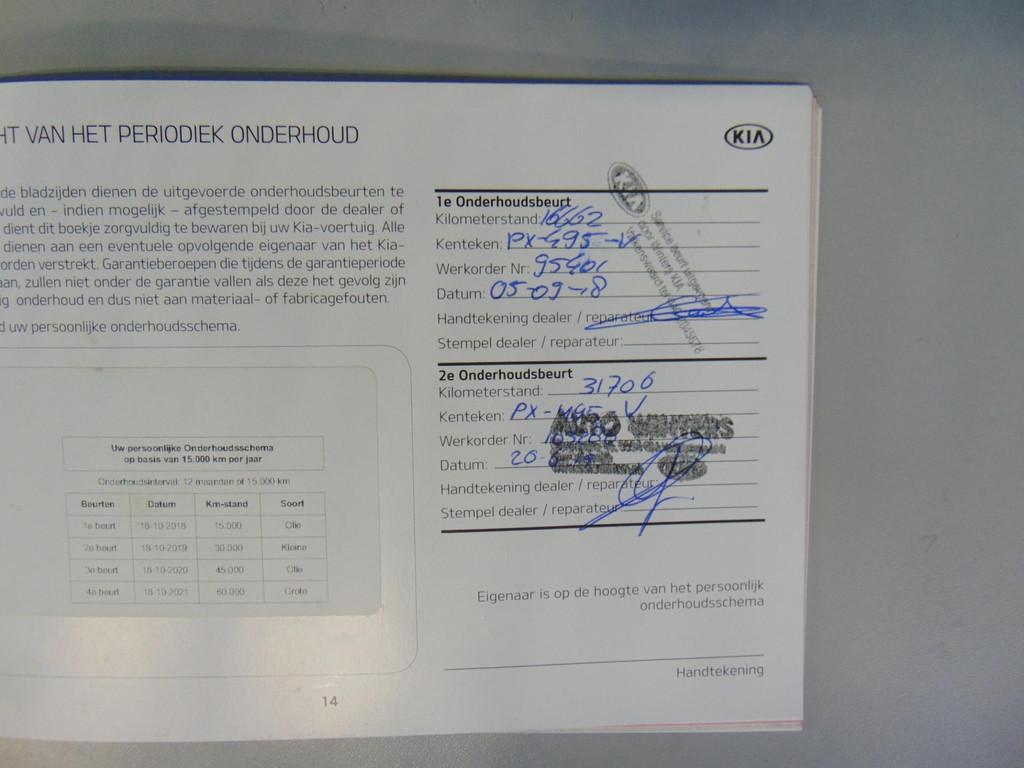 HT VAN HET PERIODIEK ONDERHOUD
KIA
de bladzijden dienen de uitgevoerde onderhoudsbeurten te
vuld en - indien mogelijk – afgestempeld door de dealer of
dient dit boekje zorgvuldig te bewaren bij uw Kia-voertuig. Alle
dienen aan een eventuele opvolgende eigenaar van het Kia-
orden verstrekt. Garantieberoepen die tijdens de garantieperiode
aan, zullen niet onder de garantie vallen als deze het gevolg zijn
ig onderhoud en dus niet aan materiaal- of fabricagefouten.
d uw persoonlijke onderhoudsschema.
Uw persoonlijke Onderhoudsschema
op basis van 15.000 km per jaar
Onderhoudsinterval: 12 maanden of 15.000 km
Beurten Datum Km-stand Soort
1e beurt 18-10-2018 15.000 Olie
2e beurt 18-10-2019 30.000 Kleine
3e beurt 18-10-2020 45.000 Olie
4e beurt 18-10-2021 60.000 Grote
14
KIA
1e Onderhoudsbeurt
Kilometerstand: 16662
Kenteken: PX-495-V
Werkorder Nr: 95401
Datum: 05-09-18
Handtekening dealer / reparateur:
Stempel dealer / reparateur:
2e Onderhoudsbeurt
Kilometerstand: 31706
Kenteken: PX-495-V
AUTO WINTERS
Werkorder Nr:
Datum: 20-
Handtekening dealer / reparateur:
Stempel dealer / reparateur
Eigenaar is op de hoogte van het persoonlijk
onderhoudsschema
Handtekening